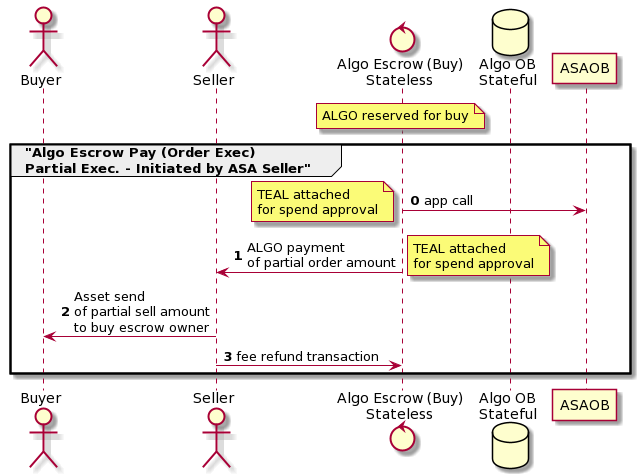 Buyer
Seller
Algo Escrow (Buy)
Stateless
Algo OB
Stateful
ASAOB
ALGO reserved for buy
"Algo Escrow Pay (Order Exec)
Partial Exec. - Initiated by ASA Seller"
TEAL attached
for spend approval
0 app call
ALGO payment
1 of partial order amount
TEAL attached
for spend approval
Asset send
2 of partial sell amount
to buy escrow owner
3 fee refund transaction
Buyer
Seller
Algo Escrow (Buy)
Stateless
Algo OB
Stateful
ASAOB